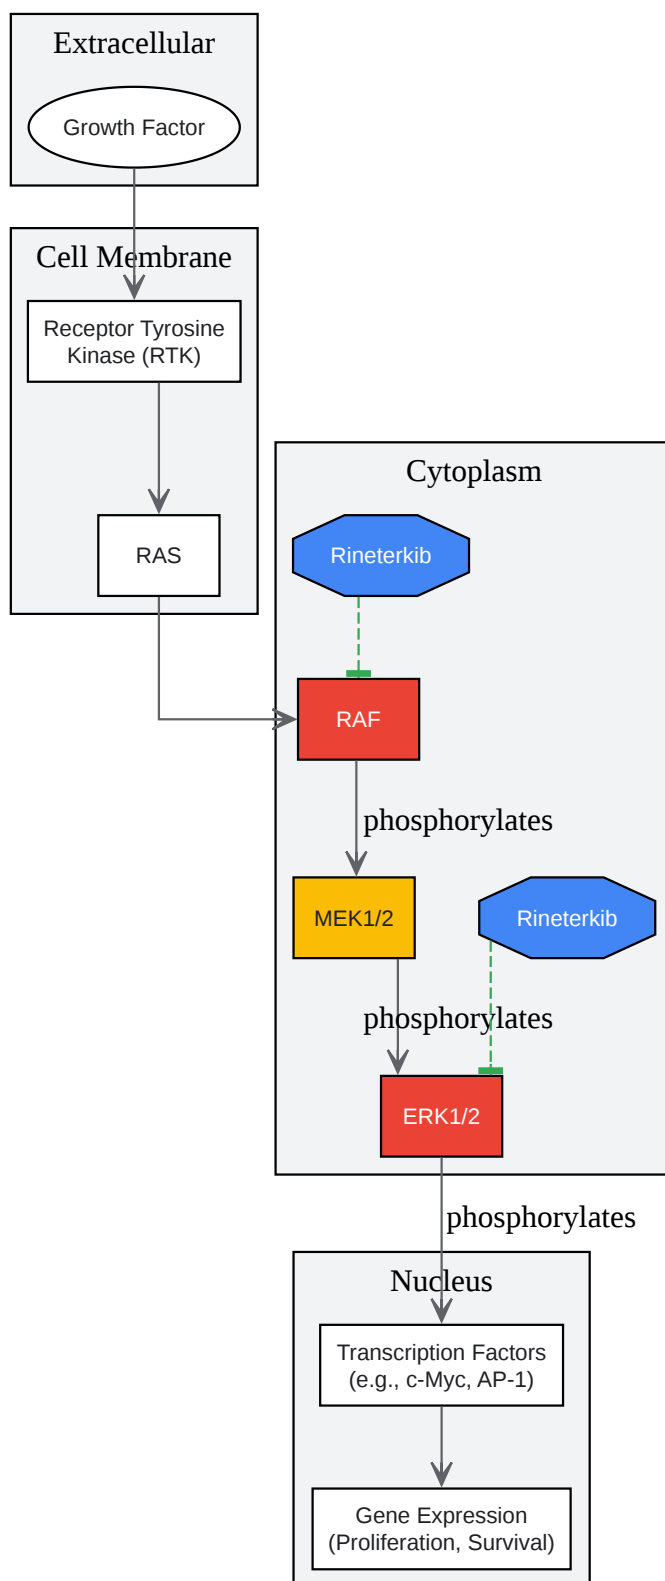 Extracellular
Growth Factor
Cell Membrane
Receptor Tyrosine
Kinase (RTK)
RAS
Cytoplasm
Rineterkib
RAF
phosphorylates
MEK1/2
Rineterkib
phosphorylates
ERK1/2
phosphorylates
Nucleus
Transcription Factors
(e.g., c-Myc, AP-1)
Gene Expression
(Proliferation, Survival)